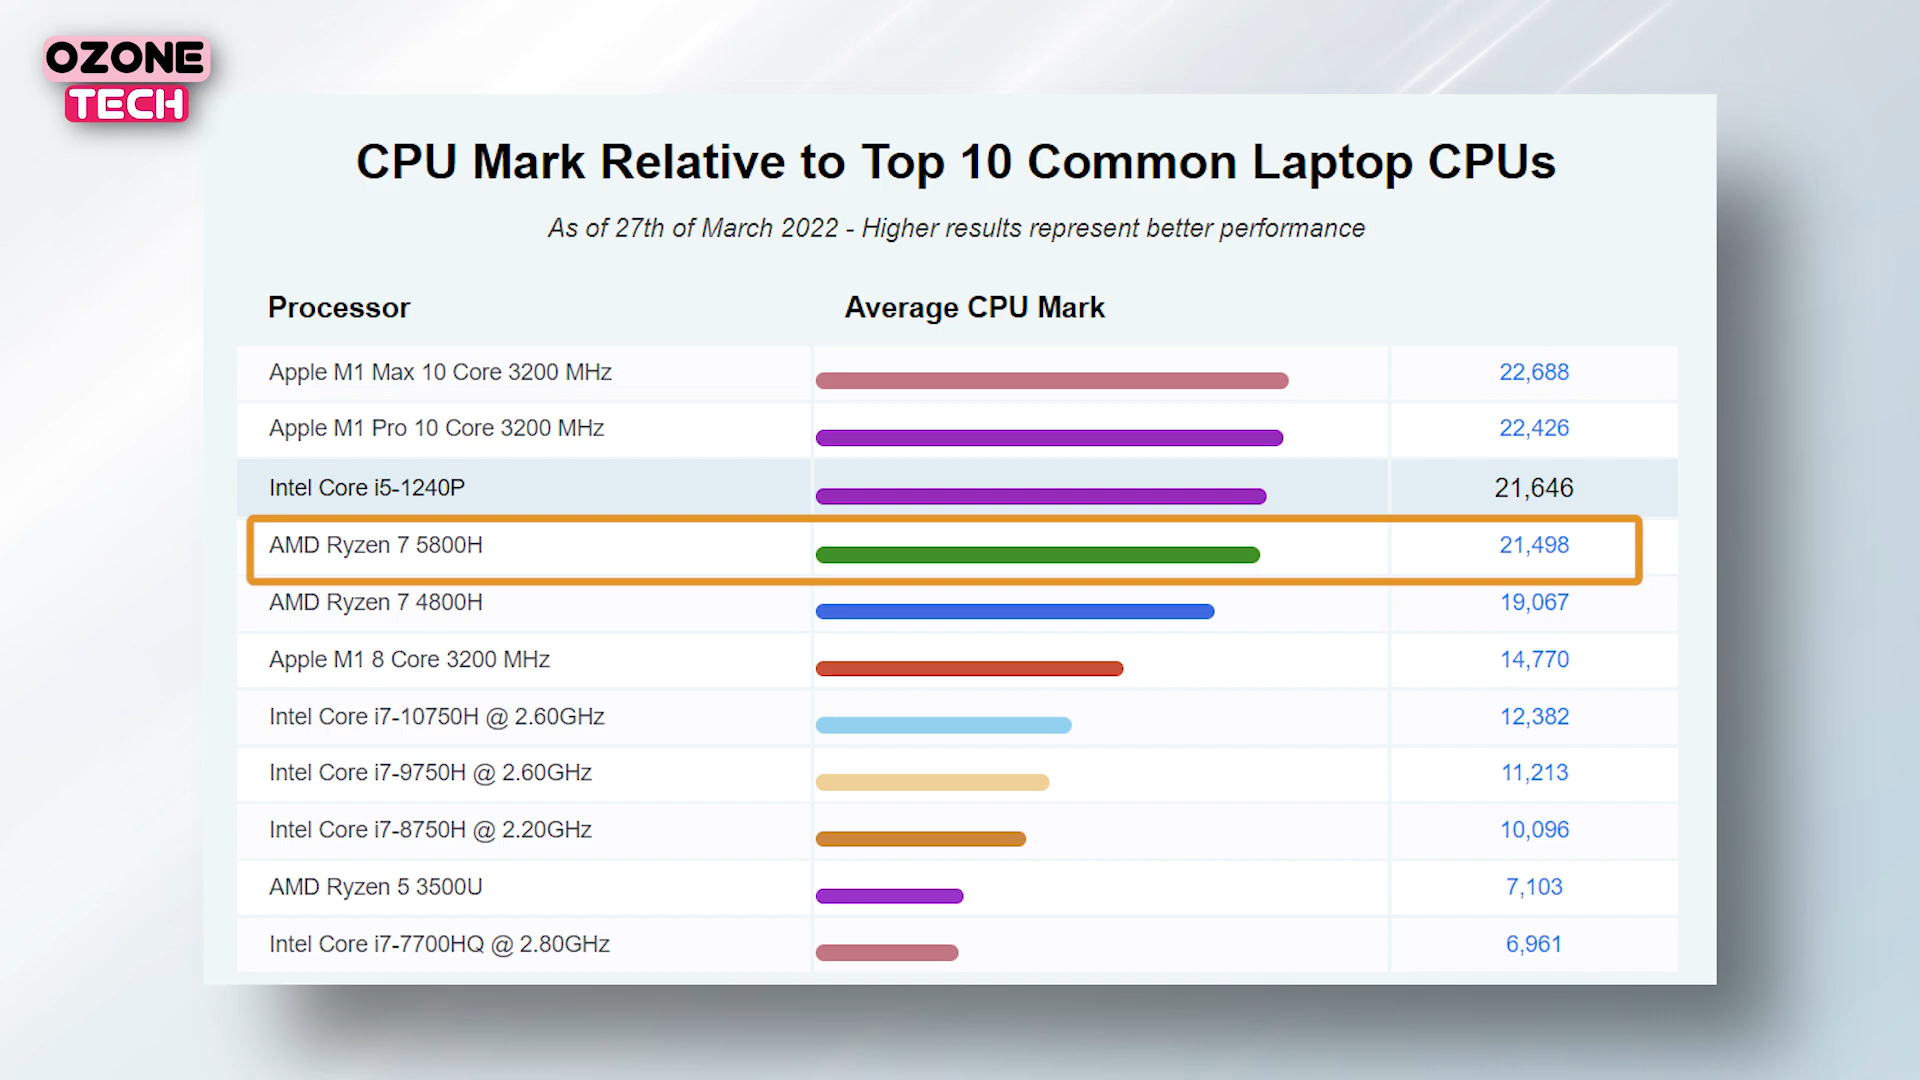 OZONE
TECH
CPU Mark Relative to Top 10 Common Laptop CPUs
As of 27th of March 2022 - Higher results represent better performance
Processor Average CPU Mark
Apple M1 Max 10 Core 3200 MHz 22,688
Apple M1 Pro 10 Core 3200 MHz 22,426
Intel Core i5-1240P 21,646
AMD Ryzen 7 5800H 21,498
AMD Ryzen 7 4800H 19,067
Apple M1 8 Core 3200 MHz 14,770
Intel Core i7-10750H @ 2.60GHz 12,382
Intel Core i7-9750H @ 2.60GHz 11,213
Intel Core i7-8750H @ 2.20GHz 10,096
AMD Ryzen 5 3500U 7,103
Intel Core i7-7700HQ @ 2.80GHz 6,961